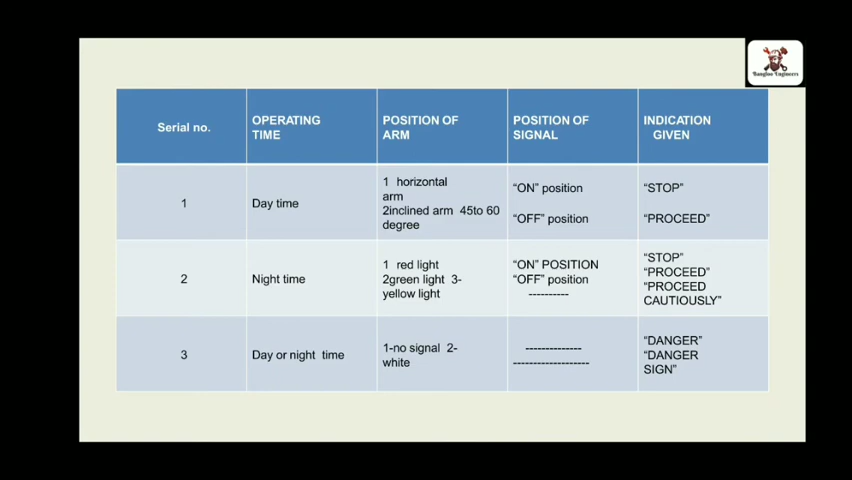 Bangloo Engineers
Serial no.
OPERATING
TIME
POSITION OF
ARM
POSITION OF
SIGNAL
INDICATION
GIVEN
1
Day time
1 horizontal
arm
2inclined arm 45to 60
degree
“ON” position
“OFF” position
“STOP”
“PROCEED”
2
Night time
1 red light
2green light 3-
yellow light
“ON” POSITION
“OFF” position
----------
“STOP”
“PROCEED”
“PROCEED
CAUTIOUSLY”
3
Day or night time
1-no signal 2-
white
--------------
-------------------
“DANGER”
“DANGER
SIGN”